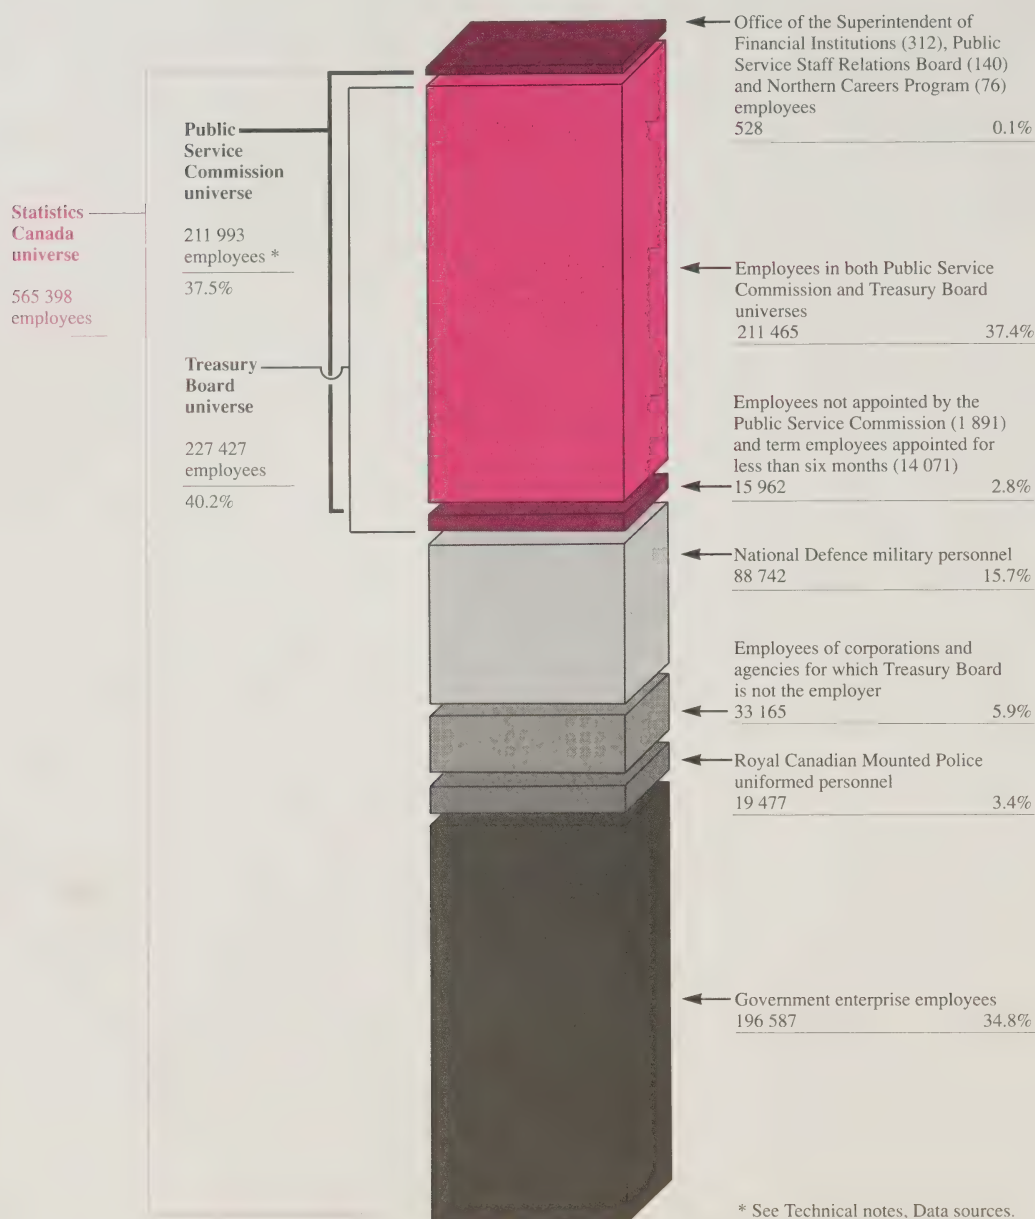 Statistics
Canada
universe
565 398
employees
Public
Service
Commission
universe
211 993
employees *
37.5%
Treasury
Board
universe
227 427
employees
40.2%
Office of the Superintendent of
Financial Institutions (312), Public
Service Staff Relations Board (140)
and Northern Careers Program (76)
employees
528 0.1%
Employees in both Public Service
Commission and Treasury Board
universes
211 465 37.4%
Employees not appointed by the
Public Service Commission (1 891)
and term employees appointed for
less than six months (14 071)
15 962 2.8%
National Defence military personnel
88 742 15.7%
Employees of corporations and
agencies for which Treasury Board
is not the employer
33 165 5.9%
Royal Canadian Mounted Police
uniformed personnel
19 477 3.4%
Government enterprise employees
196 587 34.8%
* See Technical notes, Data sources.